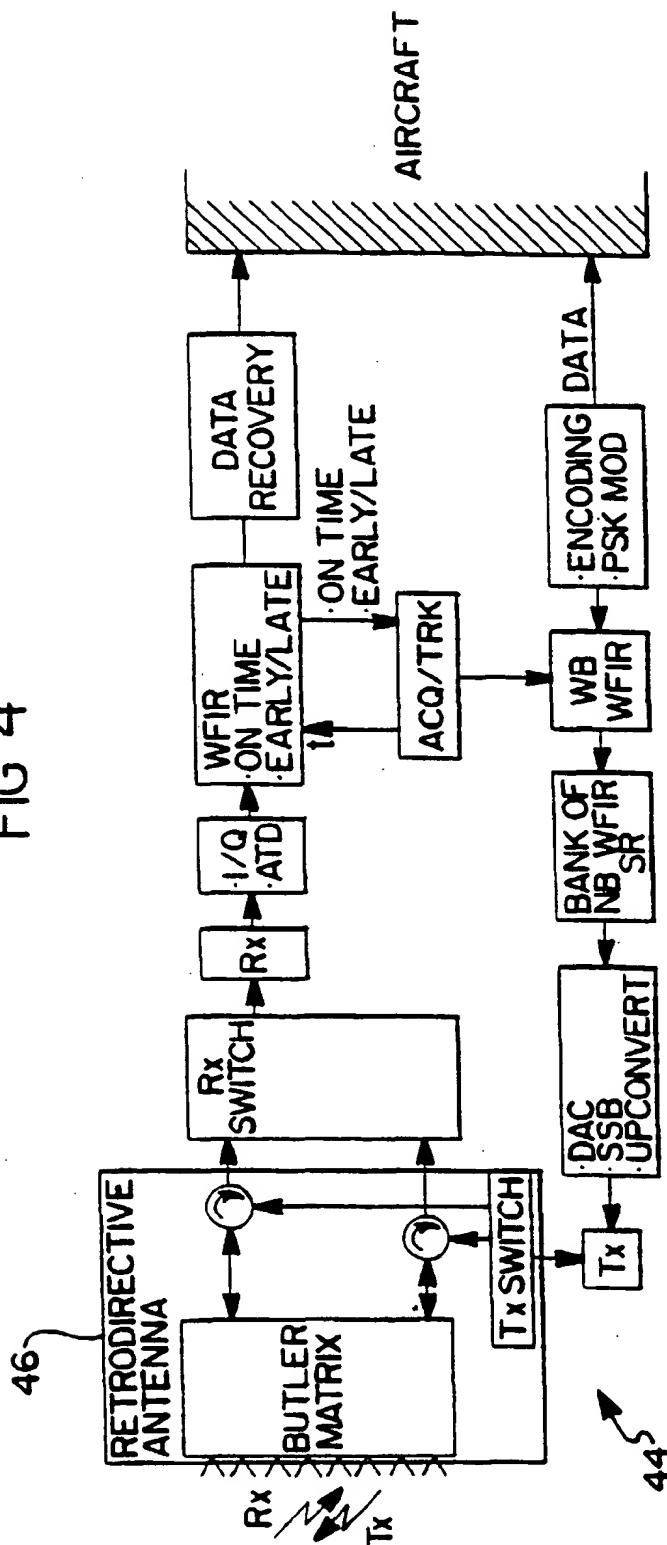 FIG 4
46
RETRODIRECTIVE
ANTENNA
BUTLER
MATRIX
Rx
Tx
Tx SWITCH
Rx
SWITCH
Rx
·I/Q
·ATD
WFIR
·ON TIME
·EARLY/LATE
t
·ON TIME
·EARLY/LATE
ACQ/TRK
DATA
RECOVERY
AIRCRAFT
DATA
·ENCODING
·PSK MOD
WB
WFIR
BANK OF
NB WFIR
SR
·DAC
SSB
UPCONVERT
Tx
44